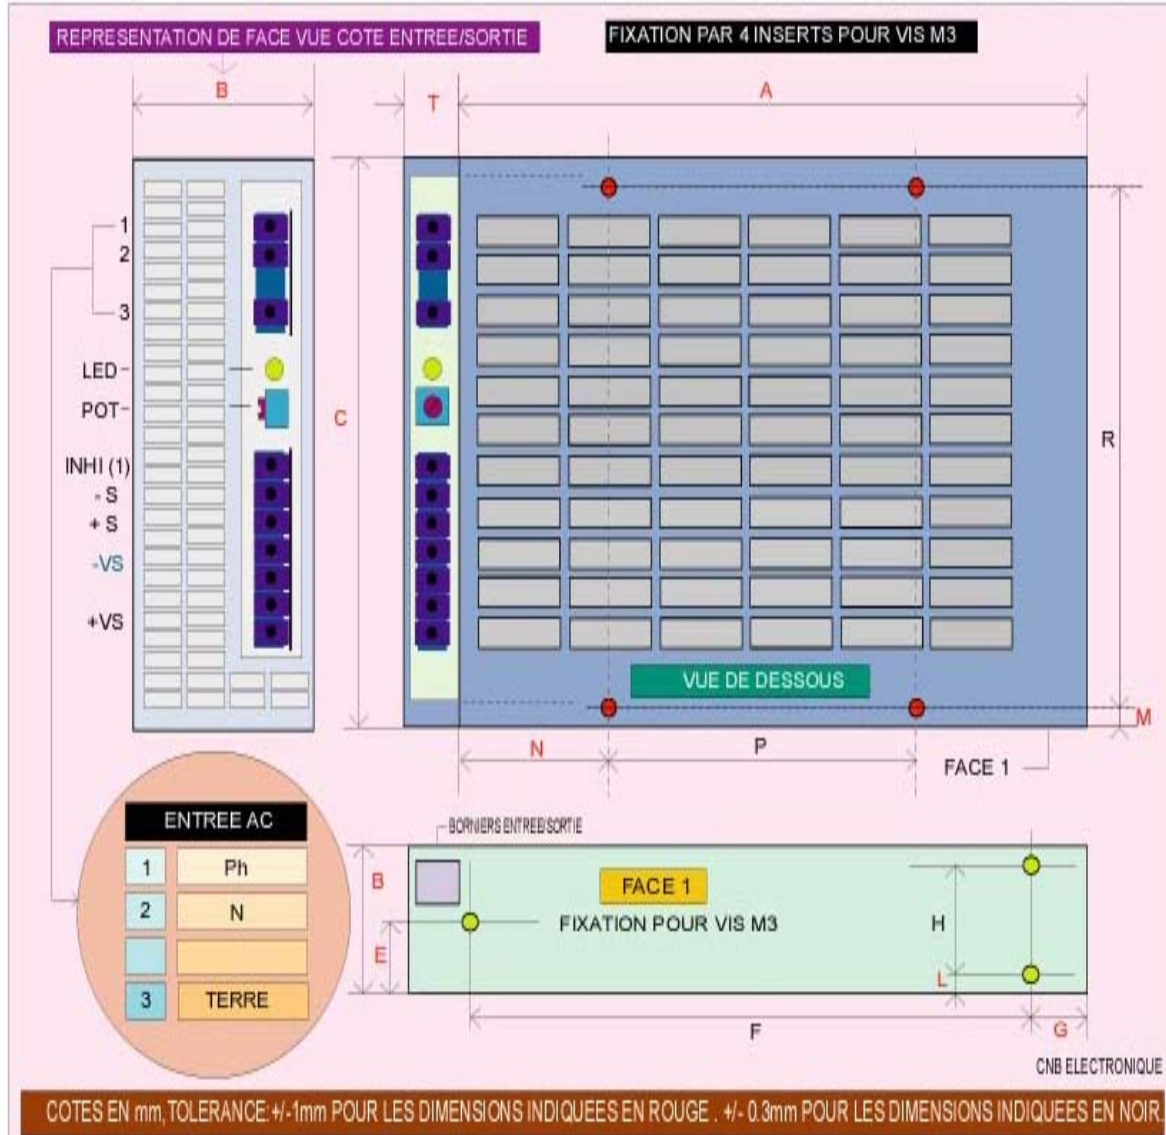 REPRESENTATION DE FACE VUE COTE ENTREE/SORTIE
FIXATION PAR 4 INSERTS POUR VIS M3
B
T
A
1
2
3
LED
POT
INHI (1)
- S
+ S
-VS
+VS
C
R
VUE DE DESSOUS
M
N
P
FACE 1
ENTREE AC
1 Ph
2 N
3 TERRE
BORNIERS ENTREE/SORTIE
B
E
FACE 1
FIXATION POUR VIS M3
H
L
F
G
CNB ELECTRONIQUE
COTES EN mm, TOLERANCE: +/-1mm POUR LES DIMENSIONS INDIQUEES EN ROUGE . +/- 0.3mm POUR LES DIMENSIONS INDIQUEES EN NOIR.